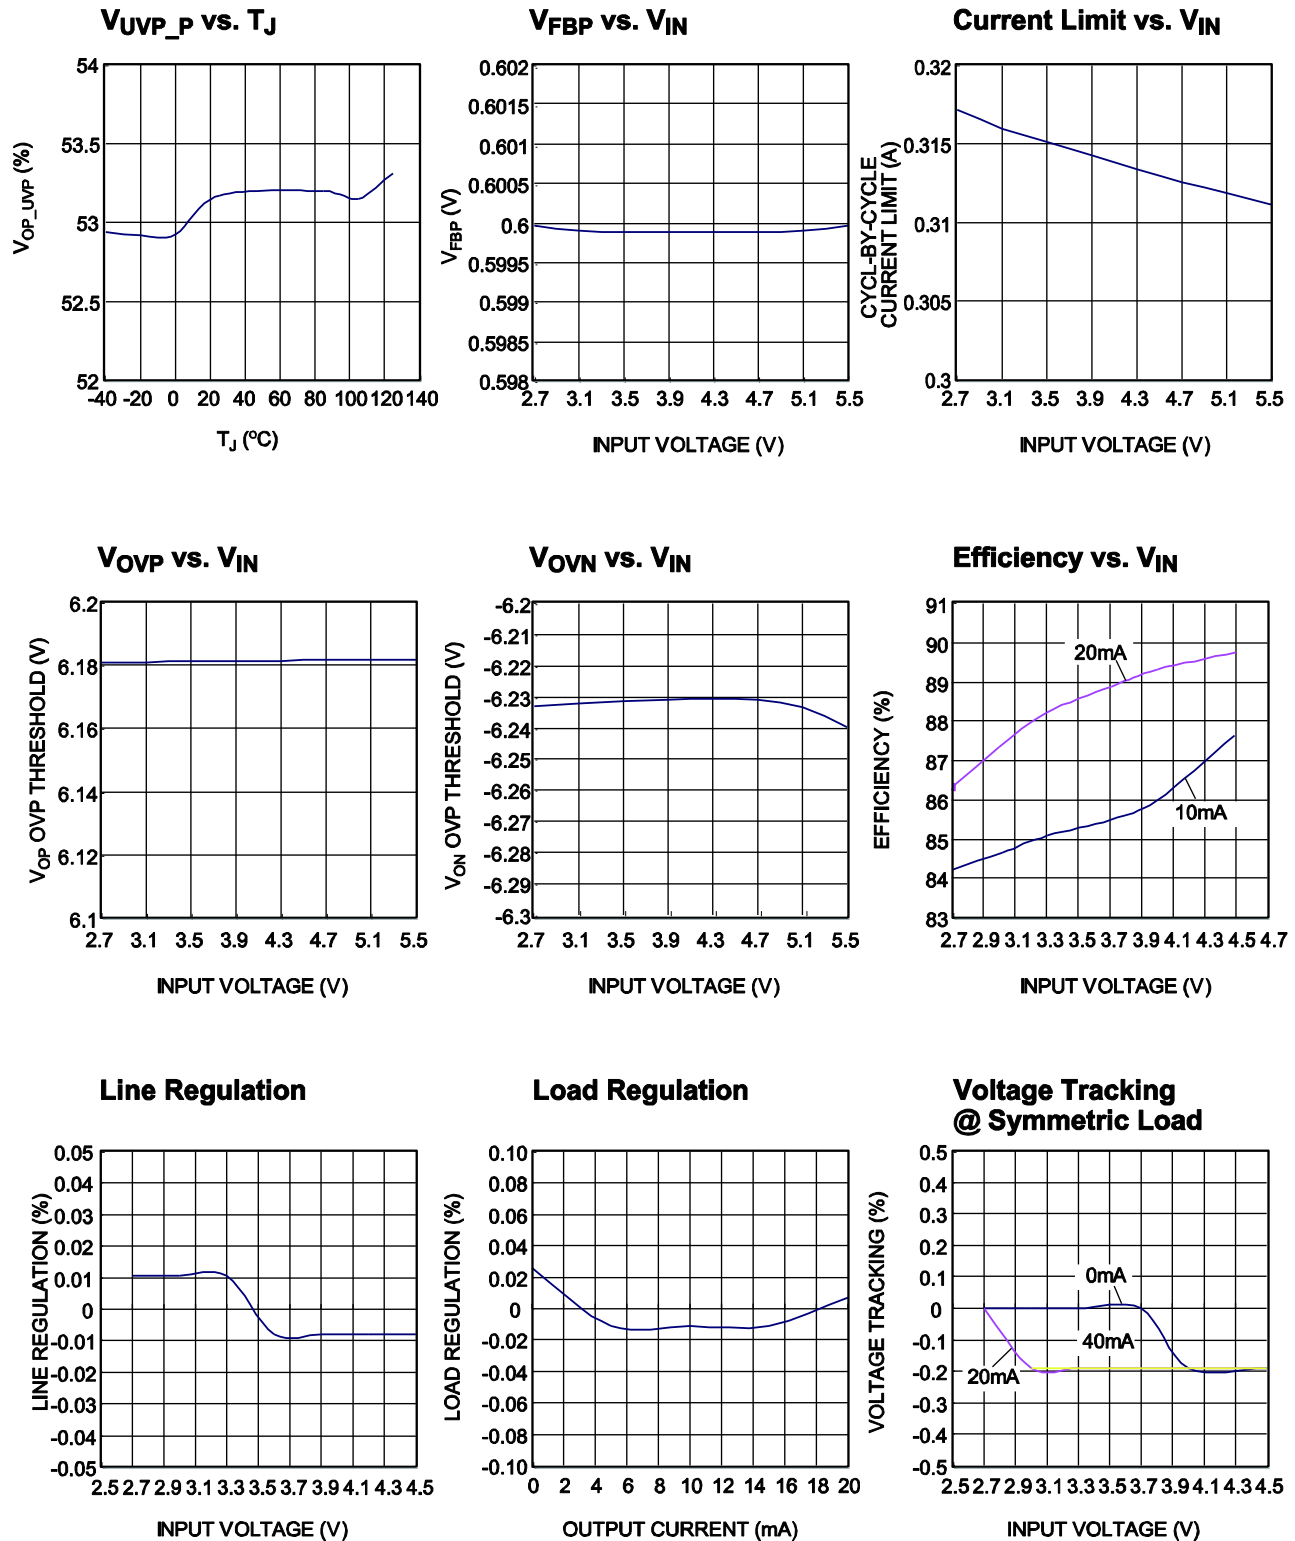 V_UVP_P vs. T_J
V_OP_UVP (%)
54
53.5
53
52.5
52
-40 -20 0 20 40 60 80 100 120 140
T_J (ºC)
V_FBP vs. V_IN
V_FBP (V)
0.602
0.6015
0.601
0.6005
0.6
0.5995
0.599
0.5985
0.598
2.7 3.1 3.5 3.9 4.3 4.7 5.1 5.5
INPUT VOLTAGE (V)
Current Limit vs. V_IN
CYCL-BY-CYCLE
CURRENT LIMIT (A)
0.32
0.315
0.31
0.305
0.3
2.7 3.1 3.5 3.9 4.3 4.7 5.1 5.5
INPUT VOLTAGE (V)
V_OVP vs. V_IN
V_OP OVP THRESHOLD (V)
6.2
6.18
6.16
6.14
6.12
6.1
2.7 3.1 3.5 3.9 4.3 4.7 5.1 5.5
INPUT VOLTAGE (V)
V_OVN vs. V_IN
V_ON OVP THRESHOLD (V)
-6.2
-6.21
-6.22
-6.23
-6.24
-6.25
-6.26
-6.27
-6.28
-6.29
-6.3
2.7 3.1 3.5 3.9 4.3 4.7 5.1 5.5
INPUT VOLTAGE (V)
Efficiency vs. V_IN
EFFICIENCY (%)
91
90
89
88
87
86
85
84
83
20mA
10mA
2.7 2.9 3.1 3.3 3.5 3.7 3.9 4.1 4.3 4.5 4.7
INPUT VOLTAGE (V)
Line Regulation
LINE REGULATION (%)
0.05
0.04
0.03
0.02
0.01
0
-0.01
-0.02
-0.03
-0.04
-0.05
2.5 2.7 2.9 3.1 3.3 3.5 3.7 3.9 4.1 4.3 4.5
INPUT VOLTAGE (V)
Load Regulation
LOAD REGULATION (%)
0.10
0.08
0.06
0.04
0.02
0
-0.02
-0.04
-0.06
-0.08
-0.10
0 2 4 6 8 10 12 14 16 18 20
OUTPUT CURRENT (mA)
Voltage Tracking
@ Symmetric Load
VOLTAGE TRACKING (%)
0.5
0.4
0.3
0.2
0.1
0
-0.1
-0.2
-0.3
-0.4
-0.5
0mA
40mA
20mA
2.5 2.7 2.9 3.1 3.3 3.5 3.7 3.9 4.1 4.3 4.5
INPUT VOLTAGE (V)